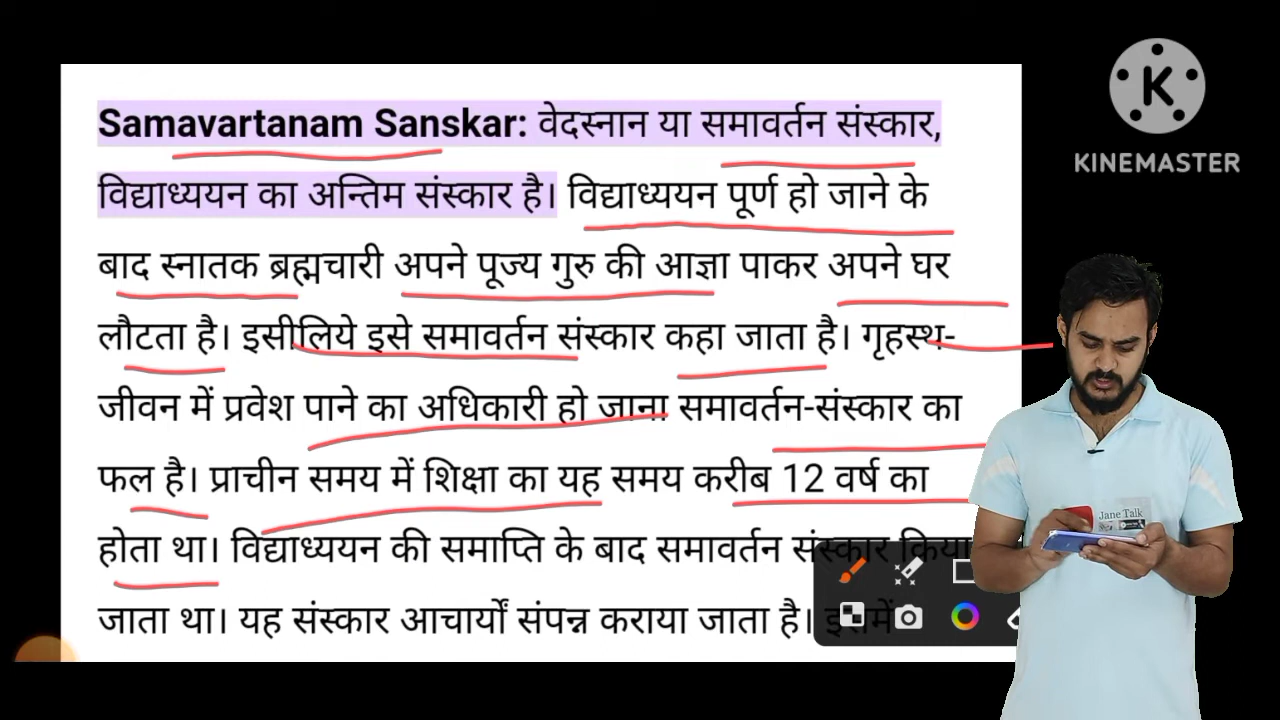 Samavartanam Sanskar: वेदस्नान या समावर्तन संस्कार,
विद्याध्ययन का अन्तिम संस्कार है। विद्याध्ययन पूर्ण हो जाने के
बाद स्नातक ब्रह्मचारी अपने पूज्य गुरु की आज्ञा पाकर अपने घर
लौटता है। इसीलिये इसे समावर्तन संस्कार कहा जाता है। गृहस्थ-
जीवन में प्रवेश पाने का अधिकारी हो जाना समावर्तन-संस्कार का
फल है। प्राचीन समय में शिक्षा का यह समय करीब 12 वर्ष का
होता था। विद्याध्ययन की समाप्ति के बाद समावर्तन संस्कार किया
जाता था। यह संस्कार आचार्यों संपन्न कराया जाता है। इसमें
K
KINEMASTER
Jane Talk